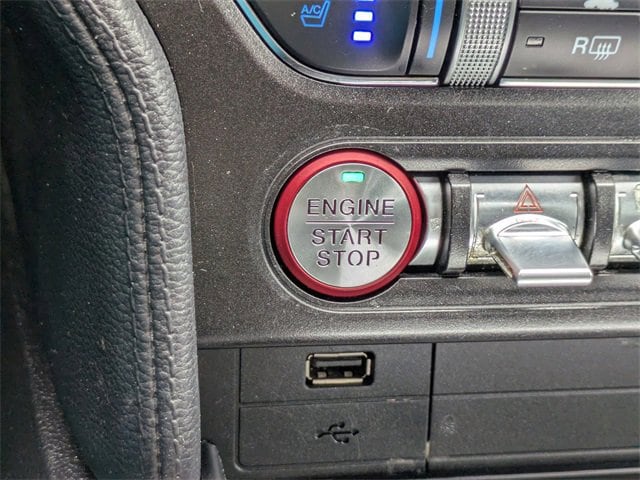 A/C
R
ENGINE
START
STOP